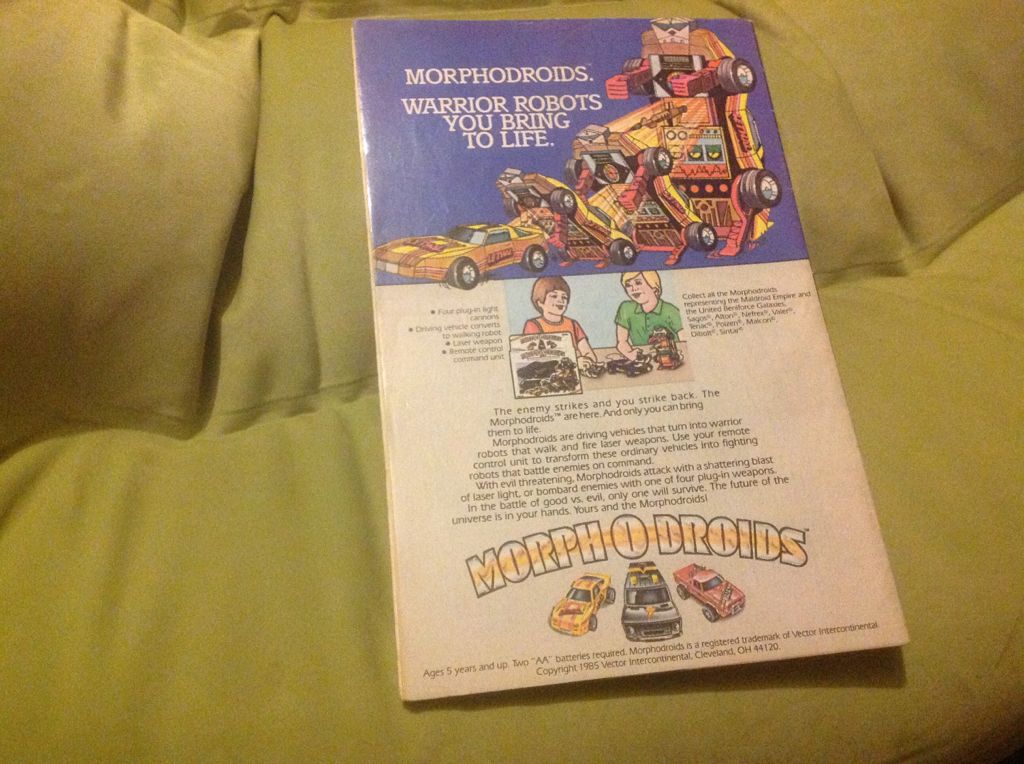 MORPHODROIDS.
WARRIOR ROBOTS
YOU BRING
TO LIFE.
• Four plug-in light
cannons
• Driving vehicle converts
to walking robot
• Laser weapon
• Remote control
command unit
Collect all the Morphodroids
representing the Maldroid Empire and
the United Beniforce Galaxies.
Sagos®, Alton®, Nefrex®, Valer®,
Tenac®, Polzen®, Malcon®,
Dibolt®, Sintar®
The enemy strikes and you strike back. The
Morphodroids™ are here. And only you can bring
them to life.
Morphodroids are driving vehicles that turn into warrior
robots that walk and fire laser weapons. Use your remote
control unit to transform these ordinary vehicles into fighting
robots that battle enemies on command.
With evil threatening, Morphodroids attack with a shattering blast
of laser light, or bombard enemies with one of four plug-in weapons.
In the battle of good vs. evil, only one will survive. The future of the
universe is in your hands. Yours and the Morphodroids!
MORPH O DROIDS™
Ages 5 years and up. Two "AA" batteries required. Morphodroids is a registered trademark of Vector Intercontinental.
Copyright 1985 Vector Intercontinental, Cleveland, OH 44120.